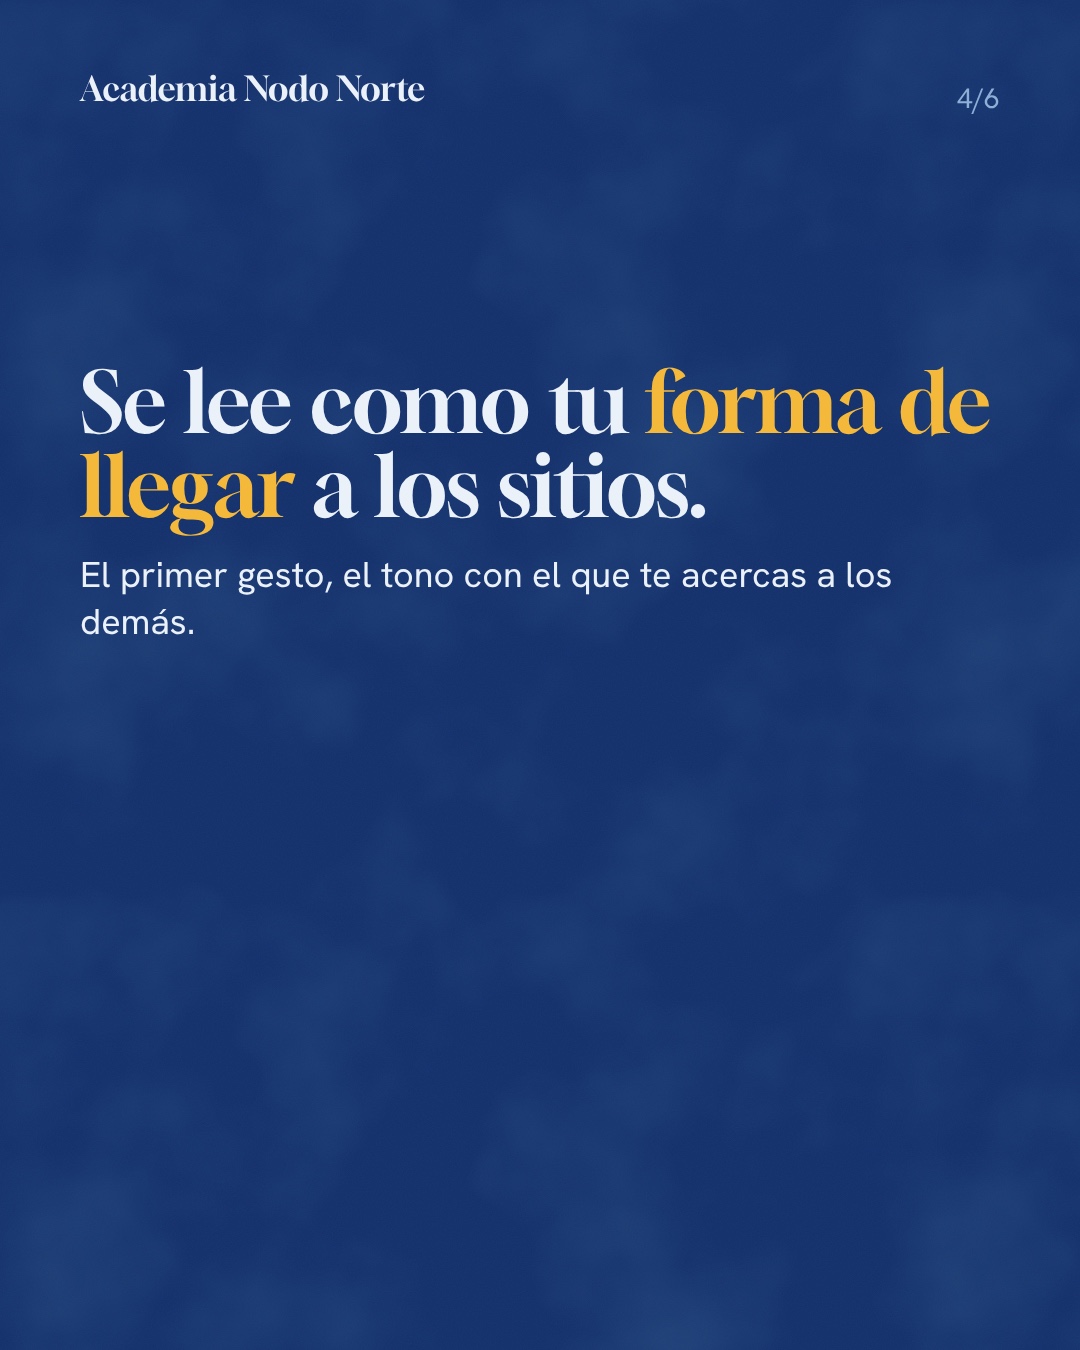 Academia Nodo Norte
4/6
Se lee como tu forma de
llegar a los sitios.
El primer gesto, el tono con el que te acercas a los
demás.